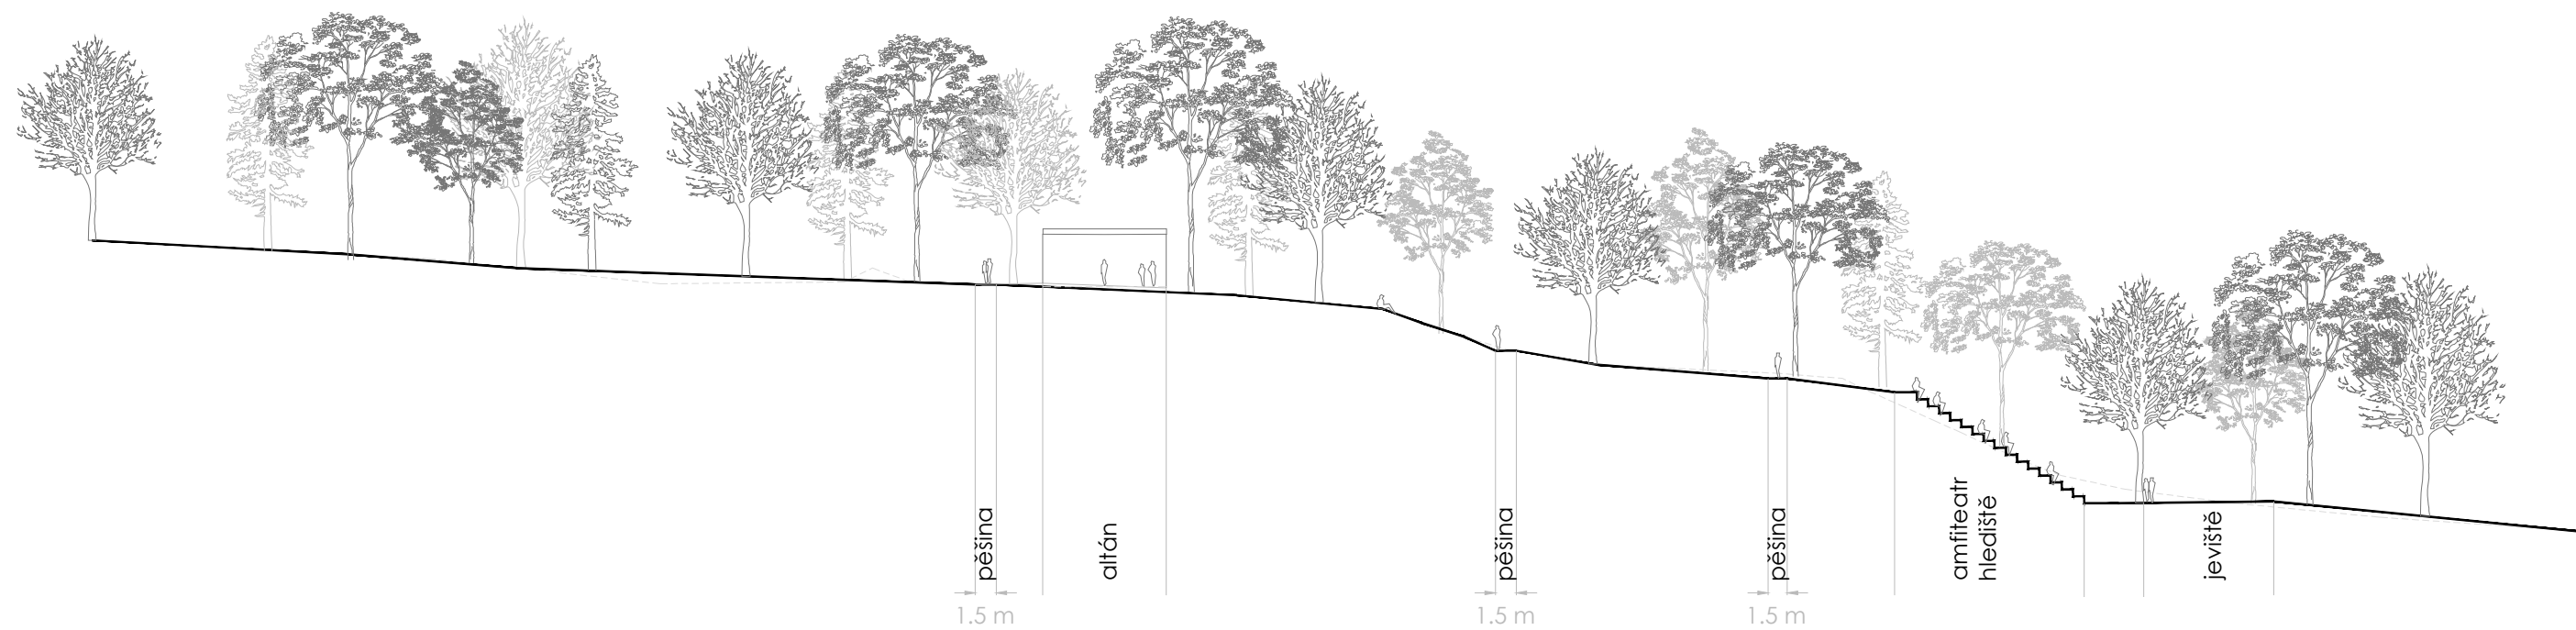 pěšina
altán
pěšina
pěšina
amfiteatr
hlediště
jeviště
1.5 m
1.5 m
1.5 m